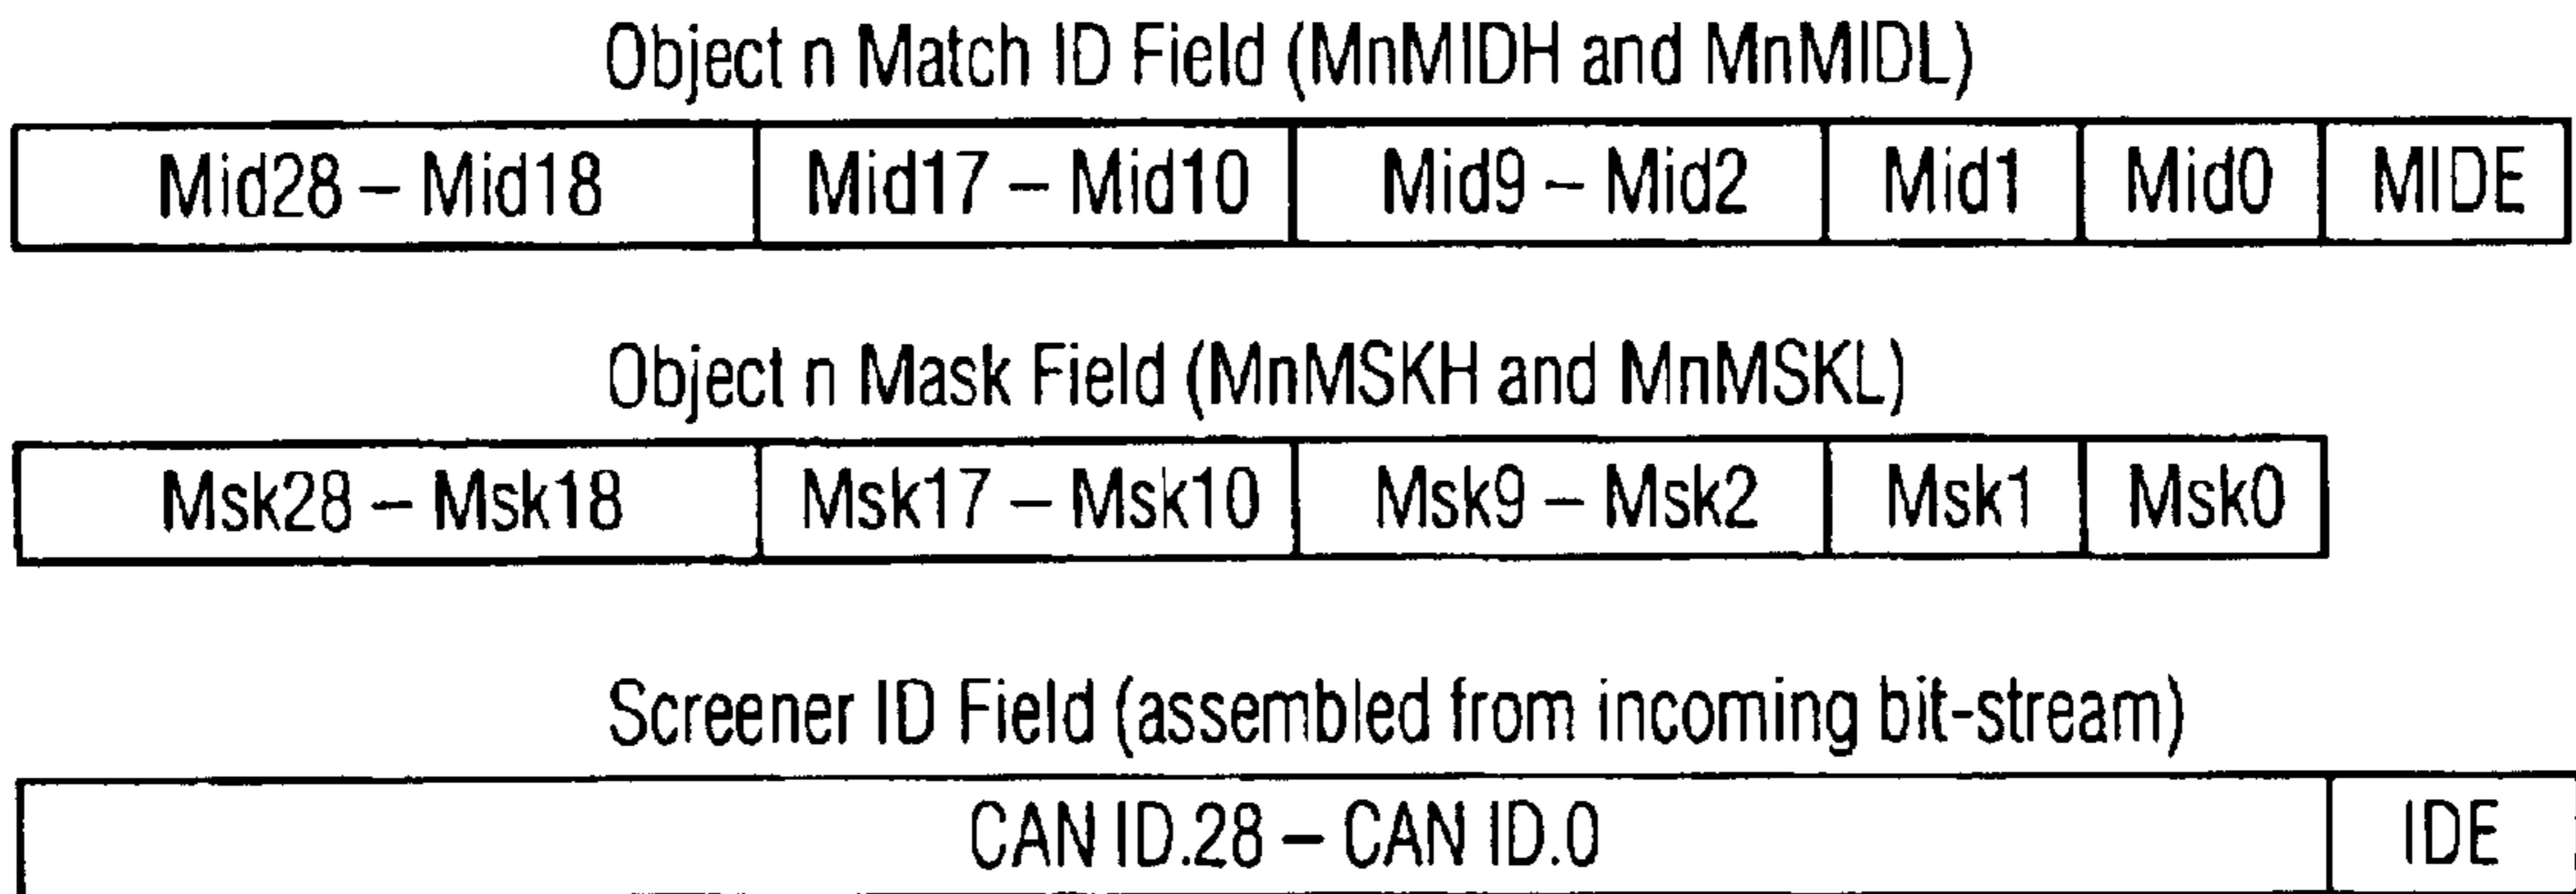 Object n Match ID Field (MnMIDH and MnMIDL)
Mid28 – Mid18 Mid17 – Mid10 Mid9 – Mid2 Mid1 Mid0 MIDE
Object n Mask Field (MnMSKH and MnMSKL)
Msk28 – Msk18 Msk17 – Msk10 Msk9 – Msk2 Msk1 Msk0
Screener ID Field (assembled from incoming bit-stream)
CAN ID.28 – CAN ID.0 IDE